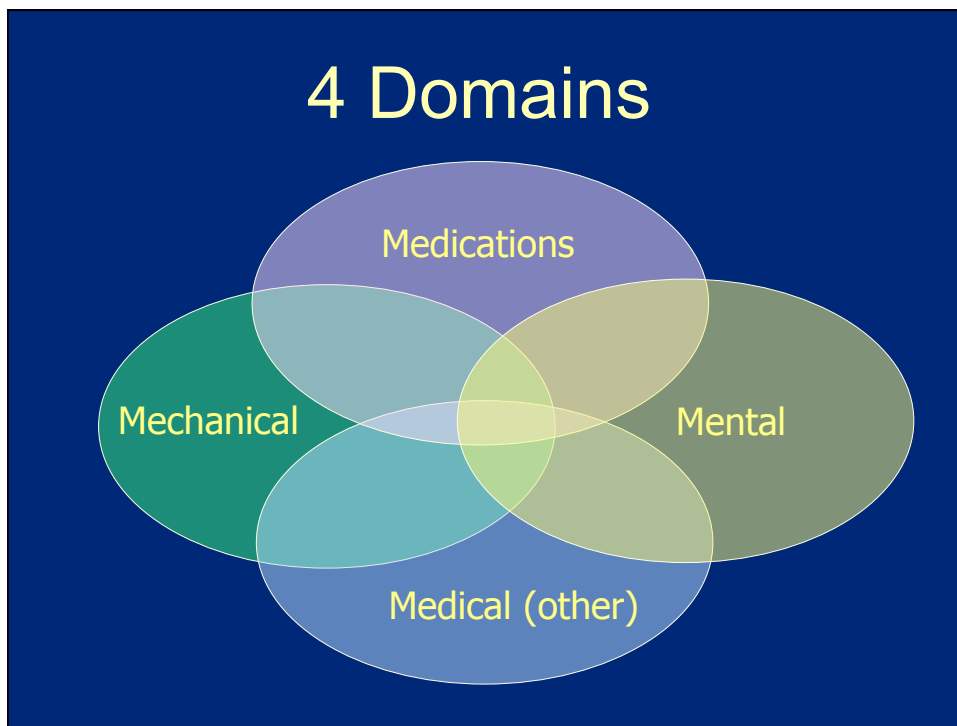 4 Domains
Medications
Mechanical
Mental
Medical (other)